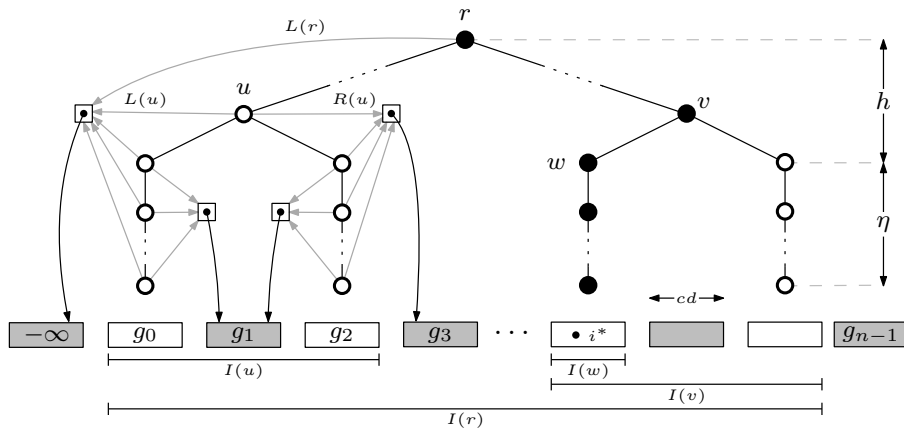 r
L(r)
u
L(u)
R(u)
v
h
w
η
cd
−∞
g₀
g₁
g₂
g₃
···
i*
gₙ₋₁
I(u)
I(w)
I(v)
I(r)